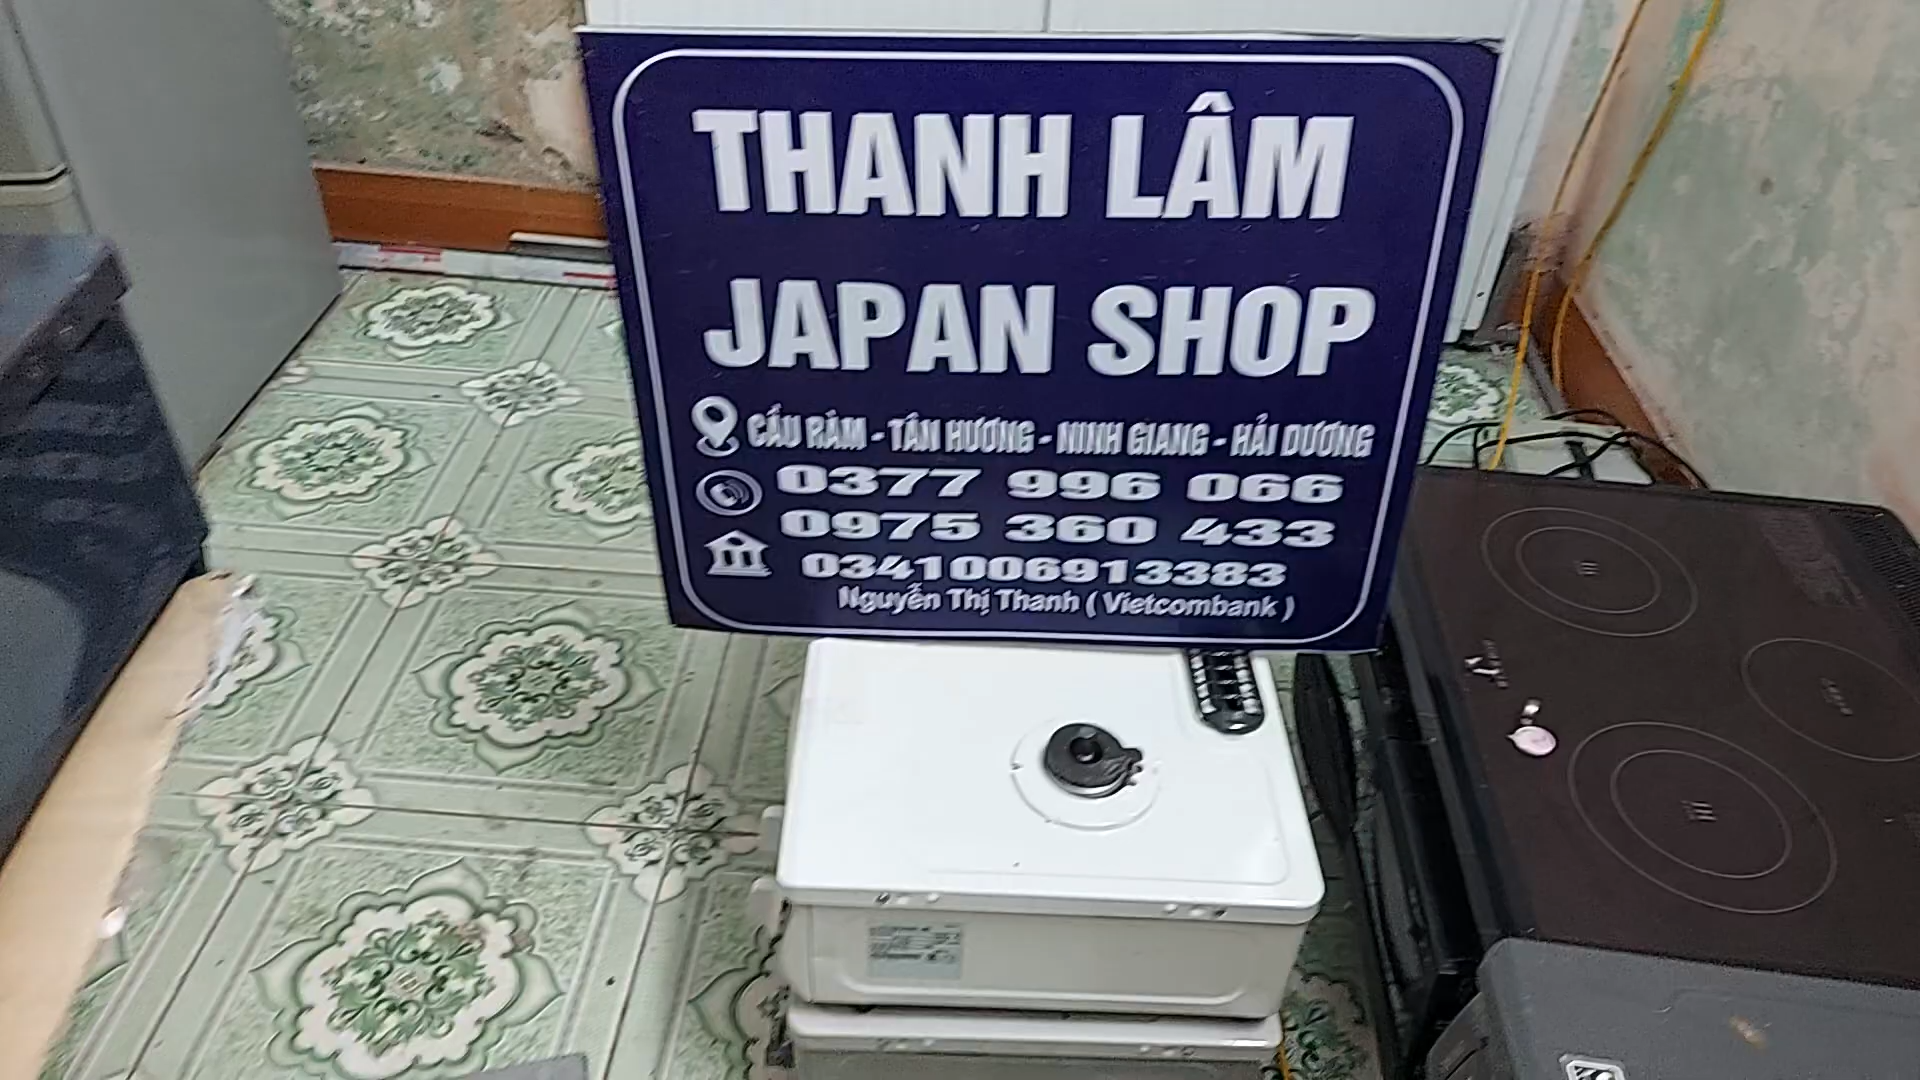 THANH LÂM
JAPAN SHOP
CẦU RÀM - TÂN HƯƠNG - NINH GIANG - HẢI DƯƠNG
0377 996 066
0975 360 433
0341006913383
Nguyễn Thị Thanh ( Vietcombank )